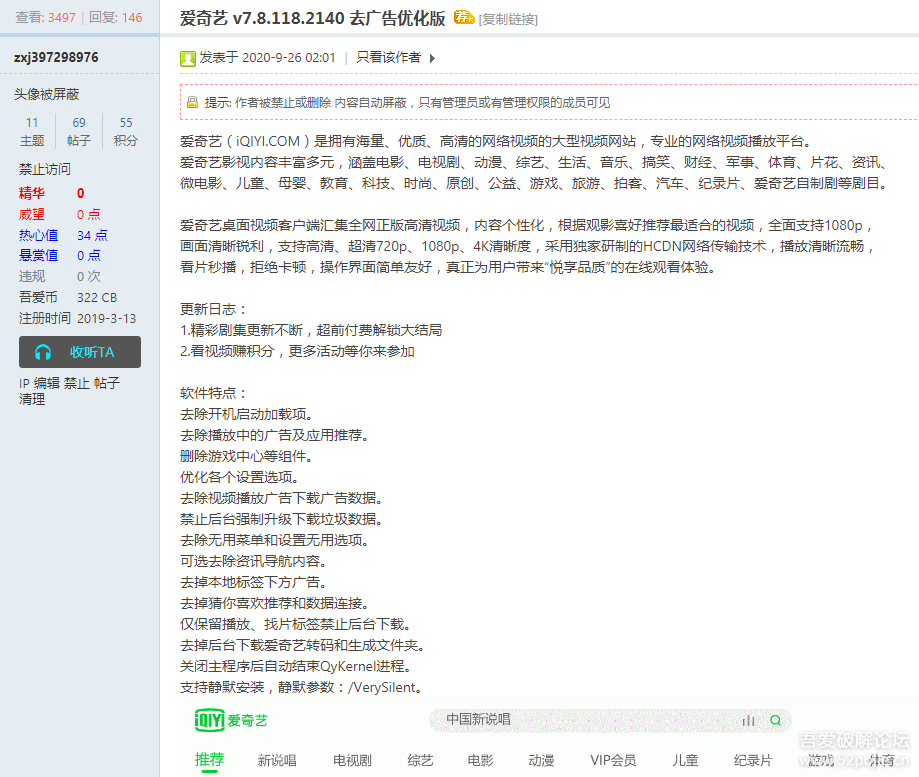 查看: 3497 | 回复: 146
爱奇艺 v7.8.118.2140 去广告优化版 荐 [复制链接]
zxj397298976
头像被屏蔽
11 69 55
主题 帖子 积分
禁止访问
精华 0
威望 0 点
热心值 34 点
悬赏值 0 点
违规 0 次
吾爱币 322 CB
注册时间 2019-3-13
收听TA
IP 编辑 禁止 帖子
清理
发表于 2020-9-26 02:01 | 只看该作者
提示: 作者被禁止或删除 内容自动屏蔽，只有管理员或有管理权限的成员可见
爱奇艺（iQIYI.COM）是拥有海量、优质、高清的网络视频的大型视频网站，专业的网络视频播放平台。
爱奇艺影视内容丰富多元，涵盖电影、电视剧、动漫、综艺、生活、音乐、搞笑、财经、军事、体育、片花、资讯、
微电影、儿童、母婴、教育、科技、时尚、原创、公益、游戏、旅游、拍客、汽车、纪录片、爱奇艺自制剧等剧目。
爱奇艺桌面视频客户端汇集全网正版高清视频，内容个性化，根据观影喜好推荐最适合的视频，全面支持1080p，
画面清晰锐利，支持高清、超清720p、1080p、4K清晰度，采用独家研制的HCDN网络传输技术，播放清晰流畅，
看片秒播，拒绝卡顿，操作界面简单友好，真正为用户带来“悦享品质”的在线观看体验。
更新日志：
1.精彩剧集更新不断，超前付费解锁大结局
2.看视频赚积分，更多活动等你来参加
软件特点：
去除开机启动加载项。
去除播放中的广告及应用推荐。
删除游戏中心等组件。
优化各个设置选项。
去除视频播放广告下载广告数据。
禁止后台强制升级下载垃圾数据。
去除无用菜单和设置无用选项。
可选去除资讯导航内容。
去掉本地标签下方广告。
去掉猜你喜欢推荐和数据连接。
仅保留播放、找片标签禁止后台下载。
去掉后台下载爱奇艺转码和生成文件夹。
关闭主程序后自动结束QyKernel进程。
支持静默安装，静默参数：/VerySilent。
iQIYI 爱奇艺 中国新说唱
推荐 新说唱 电视剧 综艺 电影 动漫 VIP会员 儿童 纪录片 游戏 体育
吾爱破解论坛
www.52pojie.cn